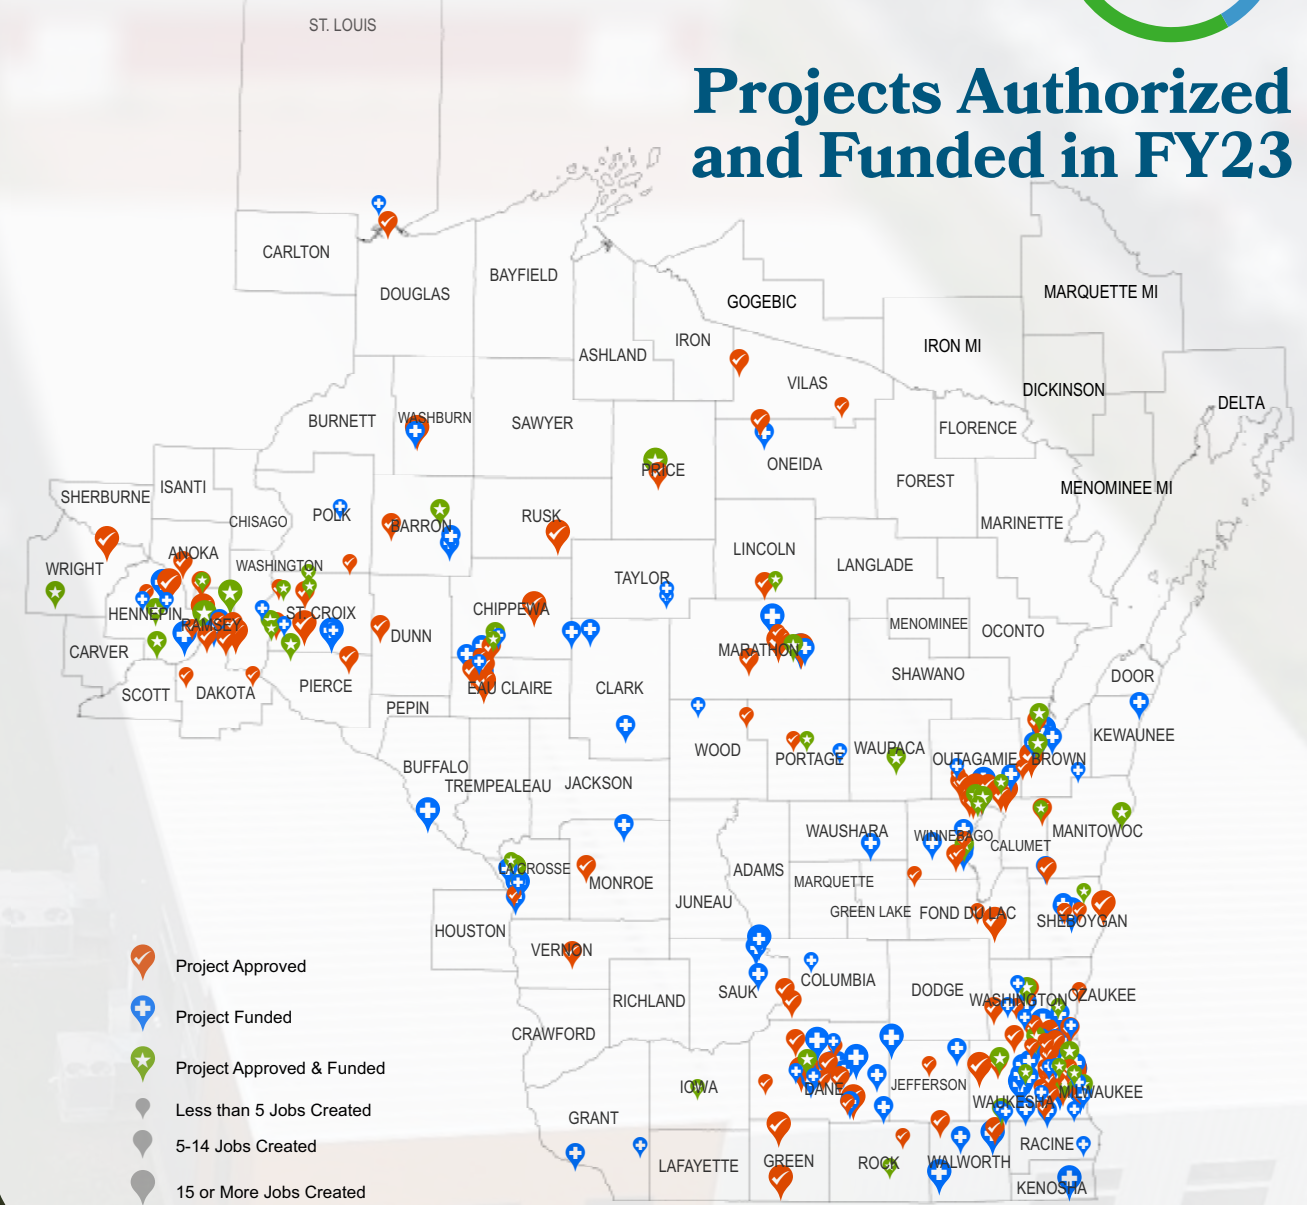 ST. LOUIS
Projects Authorized
and Funded in FY23
CARLTON
DOUGLAS
BAYFIELD
ASHLAND
IRON
GOGEBIC
VILAS
IRON MI
MARQUETTE MI
DICKINSON
DELTA
MENOMINEE MI
BURNETT
WASHBURN
SAWYER
PRICE
ONEIDA
FOREST
FLORENCE
MARINETTE
SHERBURNE
ISANTI
CHISAGO
POLK
BARRON
RUSK
LINCOLN
LANGLADE
WRIGHT
ANOKA
WASHINGTON
TAYLOR
HENNEPIN
RAMSEY
ST. CROIX
DUNN
CHIPPEWA
MARATHON
MENOMINEE
OCONTO
SHAWANO
CARVER
SCOTT
DAKOTA
PIERCE
PEPIN
EAU CLAIRE
CLARK
DOOR
KEWAUNEE
BUFFALO
TREMPEALEAU
JACKSON
WOOD
PORTAGE
WAUPACA
OUTAGAMIE
BROWN
WAUSHARA
WINNEBAGO
CALUMET
MANITOWOC
LA CROSSE
MONROE
JUNEAU
ADAMS
MARQUETTE
GREEN LAKE
FOND DU LAC
SHEBOYGAN
HOUSTON
VERNON
RICHLAND
SAUK
COLUMBIA
DODGE
WASHINGTON
OZAUKEE
CRAWFORD
IOWA
DANE
JEFFERSON
WAUKESHA
MILWAUKEE
GRANT
LAFAYETTE
GREEN
ROCK
WALWORTH
RACINE
KENOSHA
Project Approved
Project Funded
Project Approved & Funded
Less than 5 Jobs Created
5-14 Jobs Created
15 or More Jobs Created